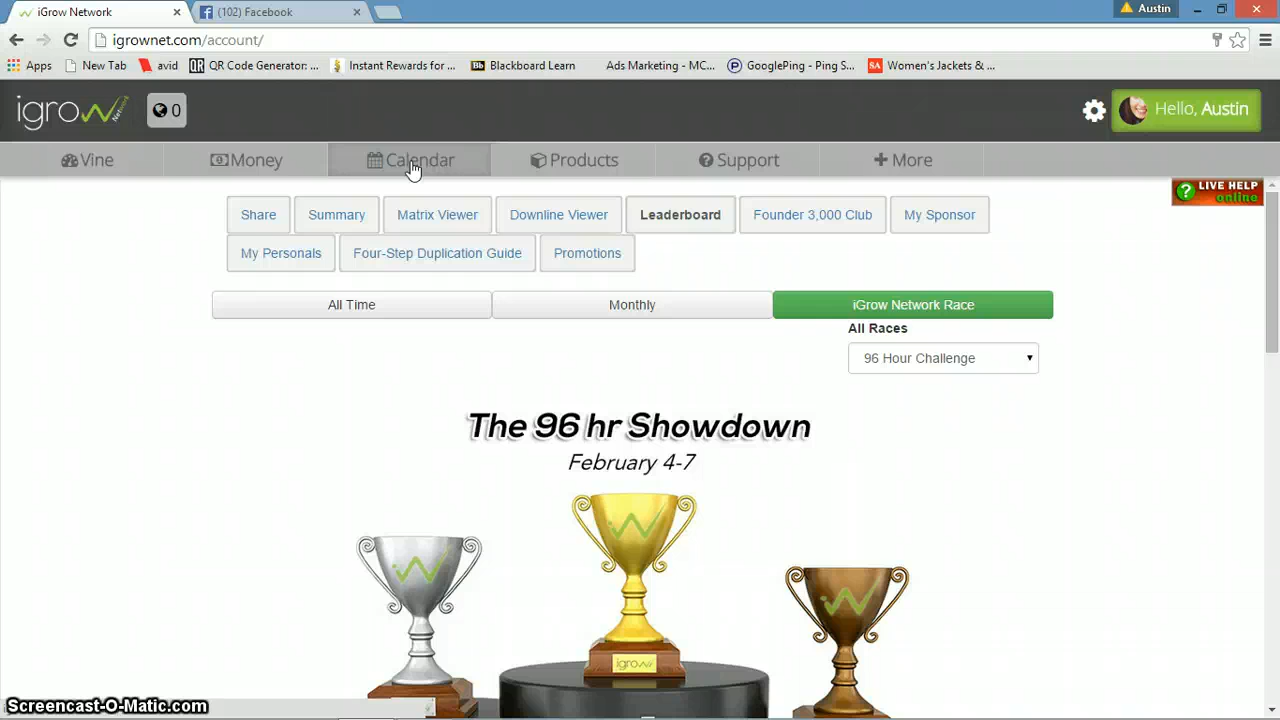 iGrow Network
(102) Facebook
Austin
igrownet.com/account/
Apps New Tab avid QR Code Generator: ... Instant Rewards for ... Bb Blackboard Learn Ads Marketing – MC... GooglePing - Ping S... SA Women's Jackets & ...
igrow Network 0 Hello, Austin
Vine Money Calendar Products Support + More
? LIVE HELP
online
Share Summary Matrix Viewer Downline Viewer Leaderboard Founder 3,000 Club My Sponsor
My Personals Four-Step Duplication Guide Promotions
All Time Monthly iGrow Network Race
All Races
96 Hour Challenge
The 96 hr Showdown
February 4-7
igrow
Screencast-O-Matic.com